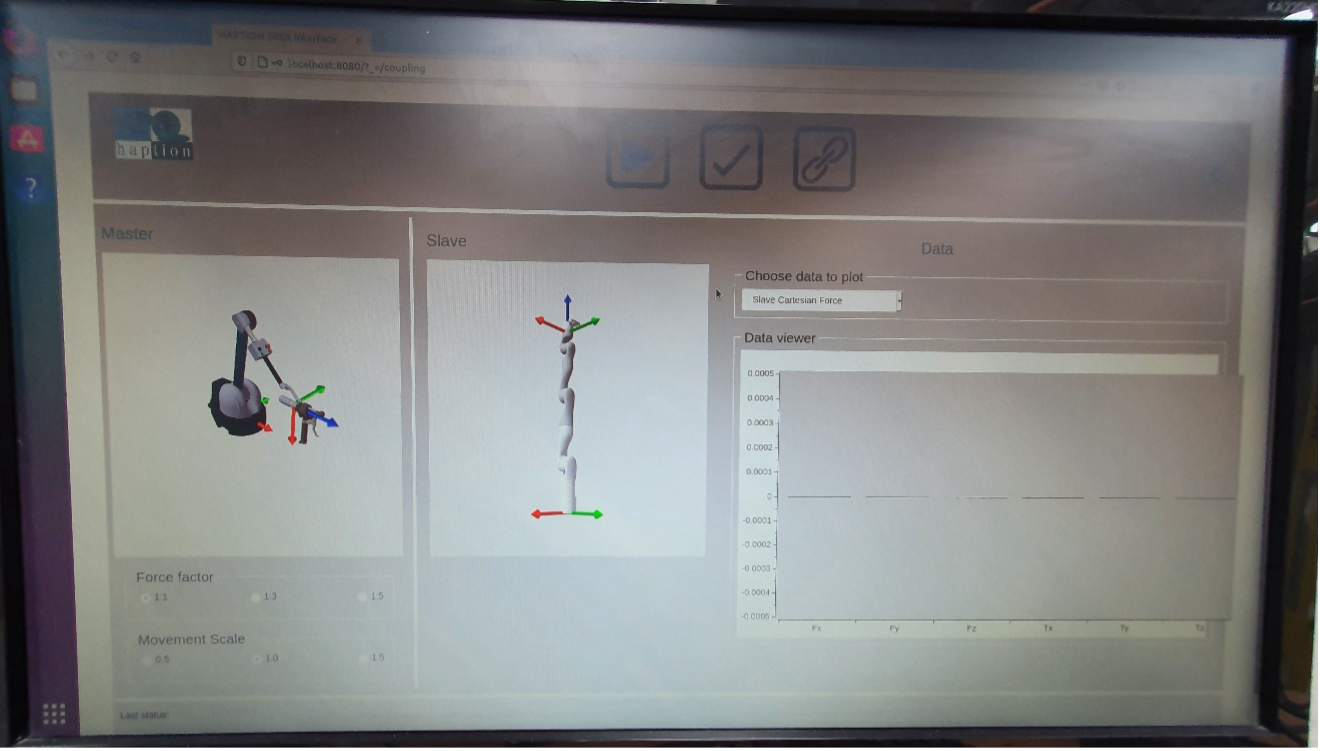 localhost:8080/?_=/coupling
haption
Master
Slave
Data
Choose data to plot
Slave Cartesian Force
Data viewer
0.0005
0.0004
0.0003
0.0002
0.0001
0
-0.0001
-0.0002
-0.0003
-0.0004
-0.0005
Fx Fy Fz Tx Ty Tz
Force factor
1:1 1:3 1:5
Movement Scale
0.5 1.0 1.5
Last status: